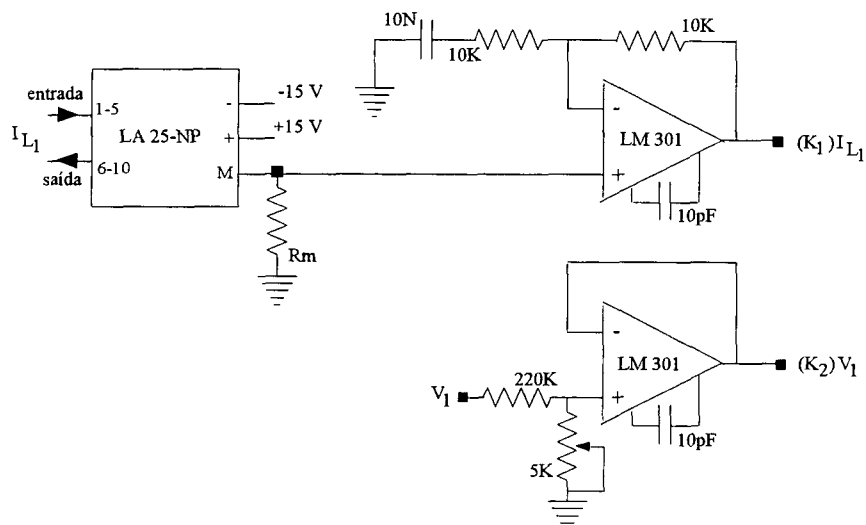 10N
10K
10K
entrada
1-5
I L1
LA 25-NP
- -15 V
+ +15 V
saída
6-10
M
Rm
-
LM 301
+
10pF
(K1)I L1
-
LM 301
+
10pF
(K2)V1
V1
220K
5K